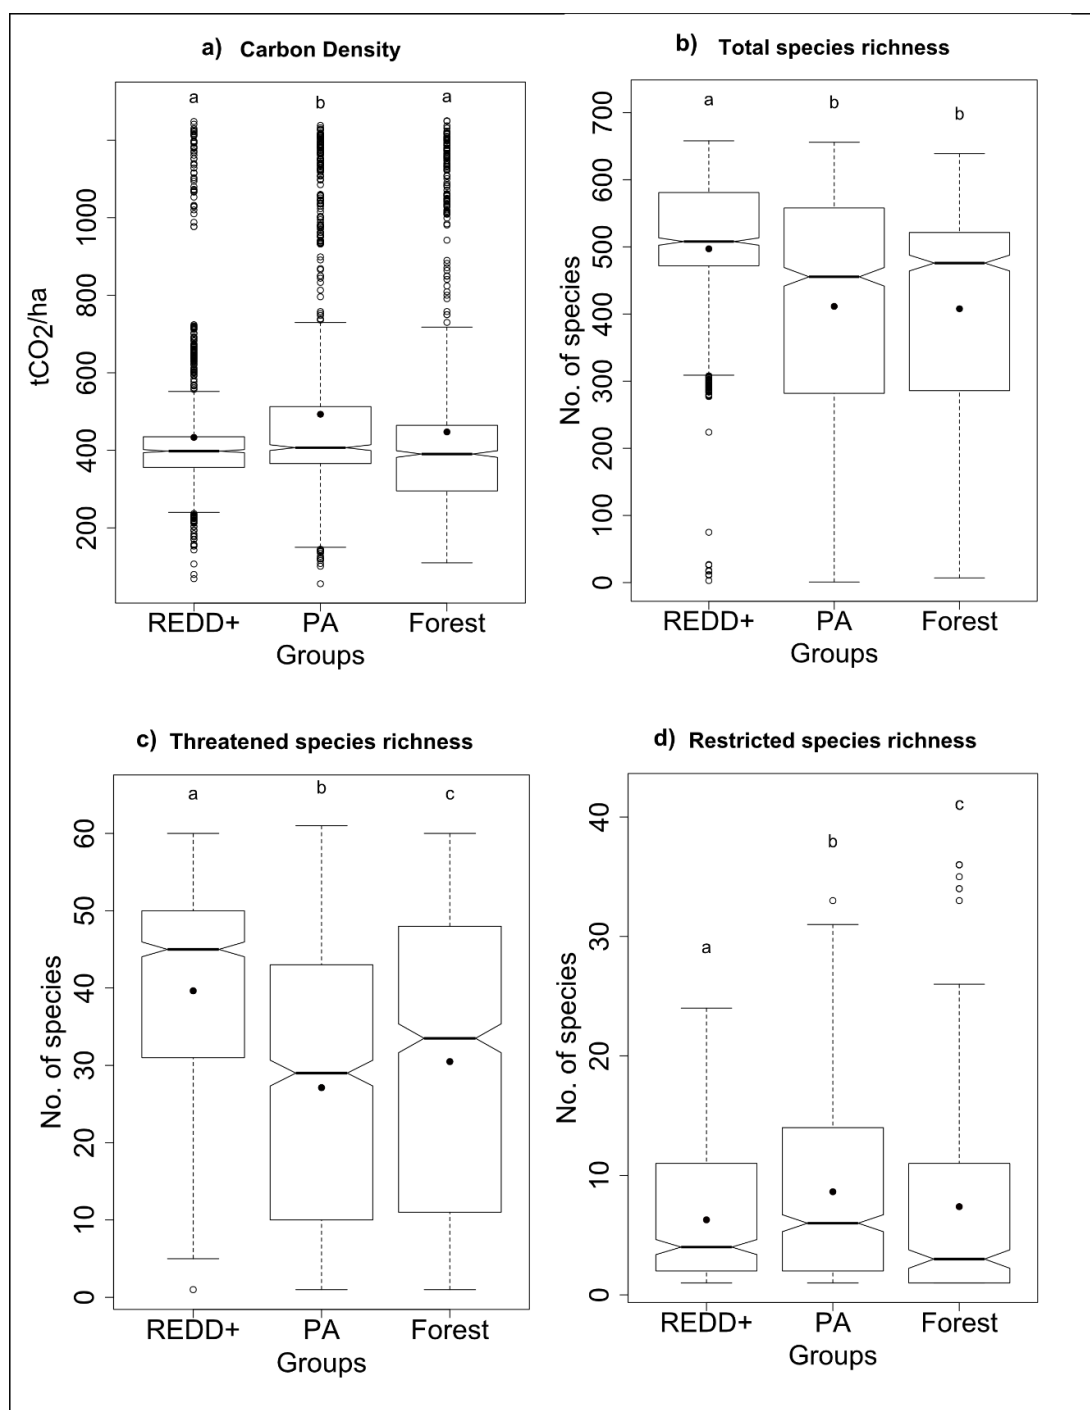 a) Carbon Density
a b a
tCO2/ha
1000
800
600
400
200
REDD+ PA Forest
Groups
b) Total species richness
a b b
No. of species
700
600
500
400
300
200
100
0
REDD+ PA Forest
Groups
c) Threatened species richness
a b c
No. of species
60
50
40
30
20
10
0
REDD+ PA Forest
Groups
d) Restricted species richness
a b c
No. of species
40
30
20
10
0
REDD+ PA Forest
Groups